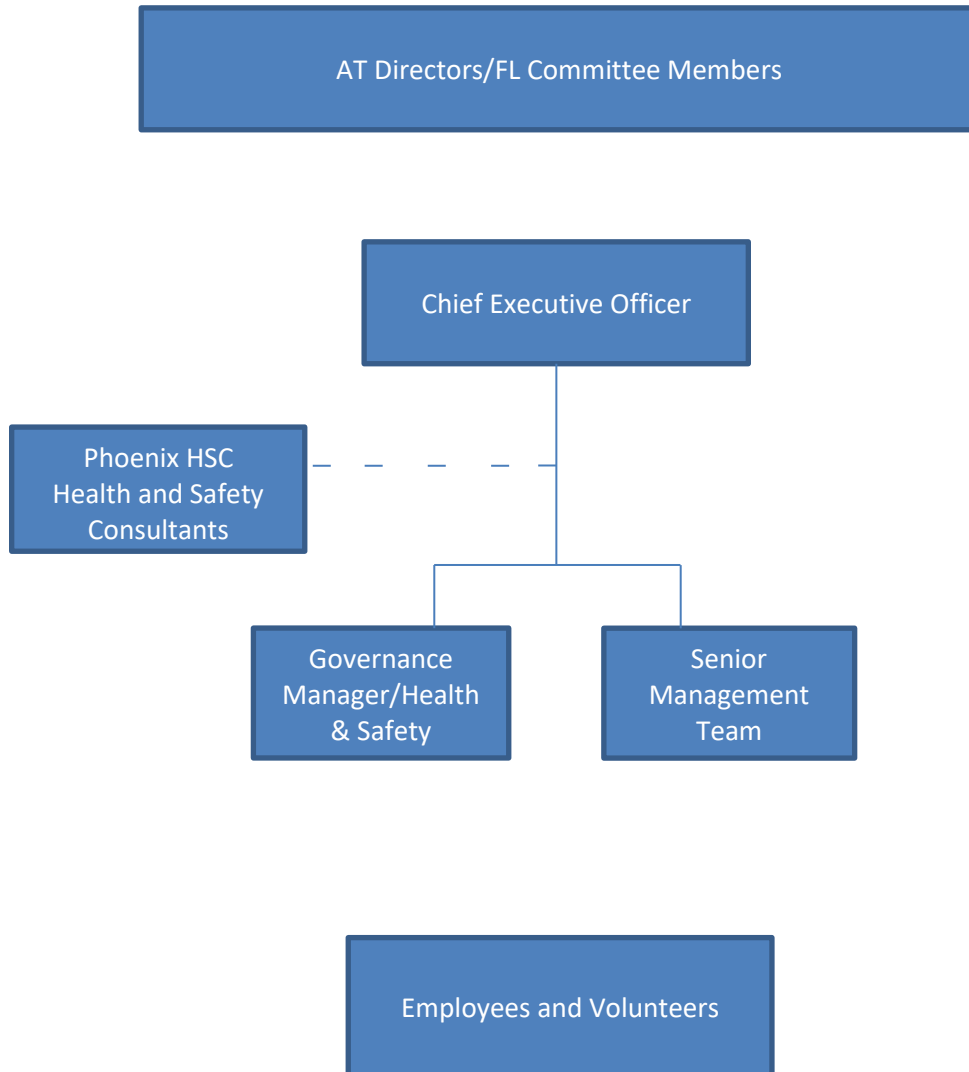 AT Directors/FL Committee Members
Chief Executive Officer
Phoenix HSC
Health and Safety
Consultants
Governance
Manager/Health
& Safety
Senior
Management
Team
Employees and Volunteers